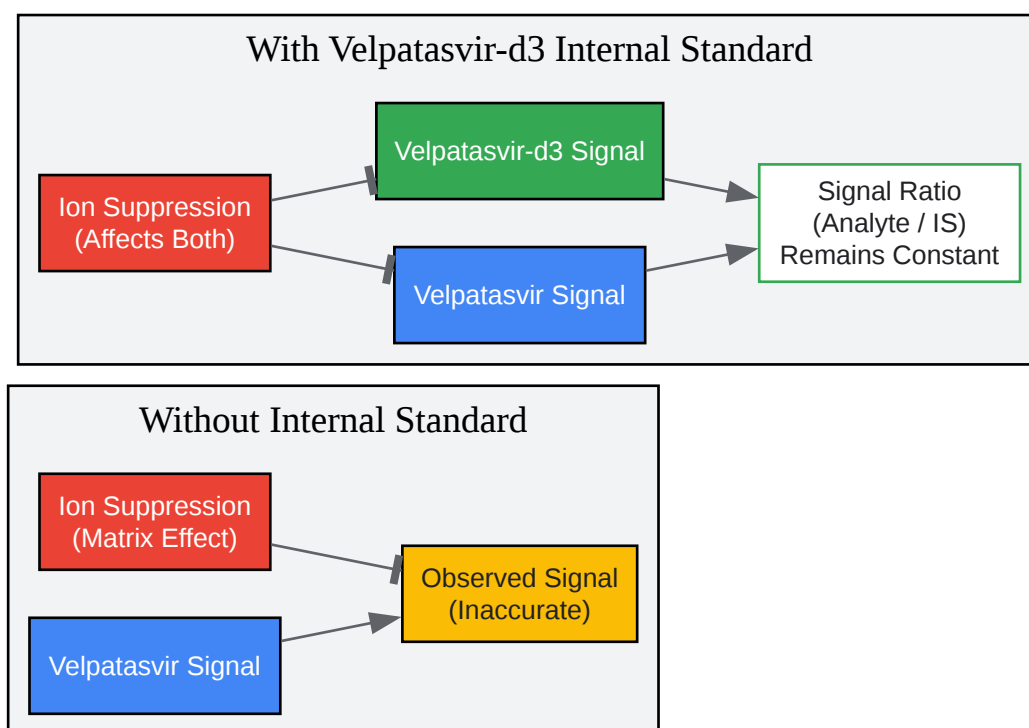 With Velpatasvir-d3 Internal Standard
Velpatasvir-d3 Signal
Ion Suppression
(Affects Both)
Signal Ratio
(Analyte / IS)
Remains Constant
Velpatasvir Signal
Without Internal Standard
Ion Suppression
(Matrix Effect)
Observed Signal
(Inaccurate)
Velpatasvir Signal